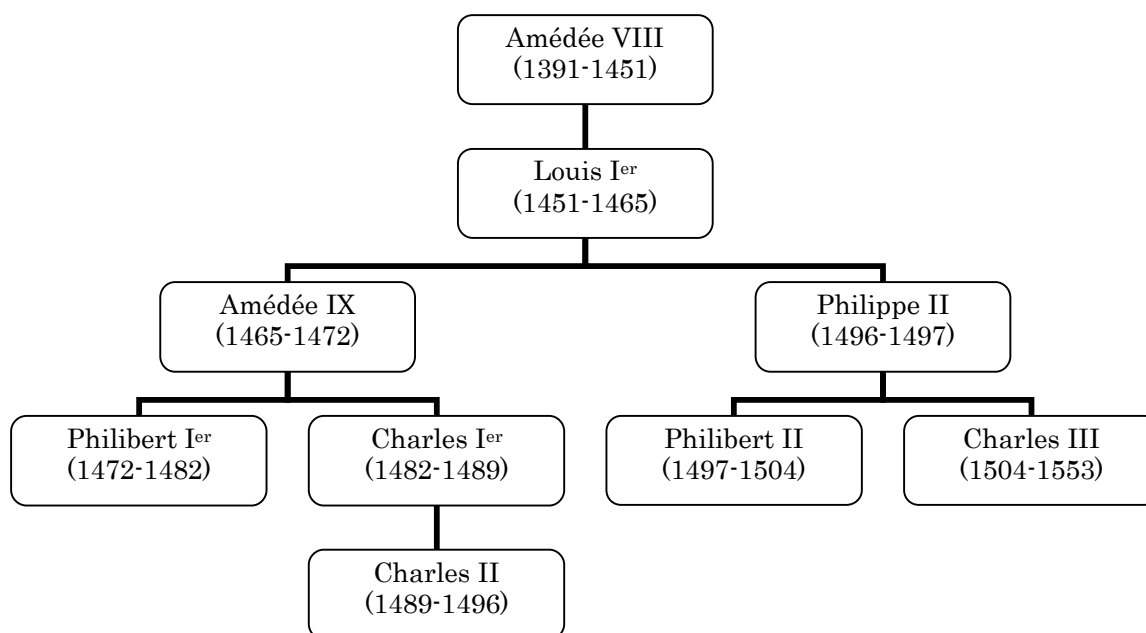 Amédée VIII
(1391-1451)
Louis Iᵉʳ
(1451-1465)
Amédée IX
(1465-1472)
Philippe II
(1496-1497)
Philibert Iᵉʳ
(1472-1482)
Charles Iᵉʳ
(1482-1489)
Philibert II
(1497-1504)
Charles III
(1504-1553)
Charles II
(1489-1496)